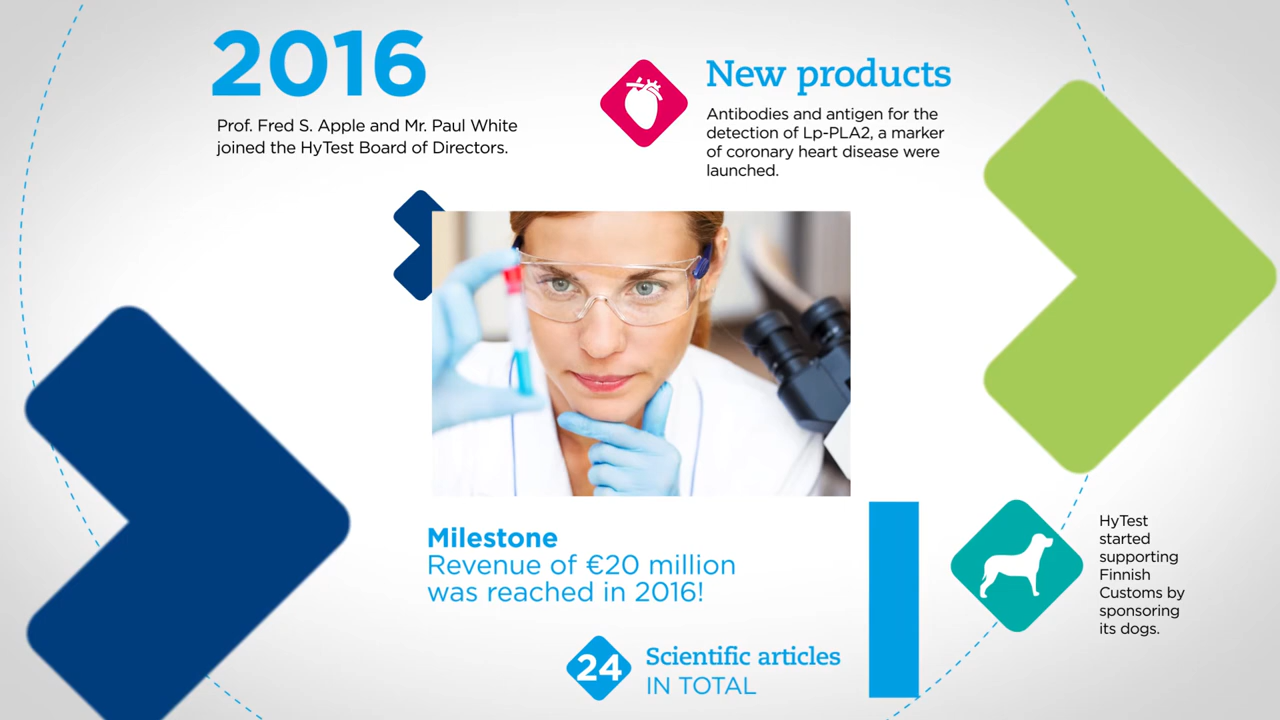 2016
Prof. Fred S. Apple and Mr. Paul White
joined the HyTest Board of Directors.
New products
Antibodies and antigen for the
detection of Lp-PLA2, a marker
of coronary heart disease were
launched.
Milestone
Revenue of €20 million
was reached in 2016!
24
Scientific articles
IN TOTAL
HyTest
started
supporting
Finnish
Customs by
sponsoring
its dogs.